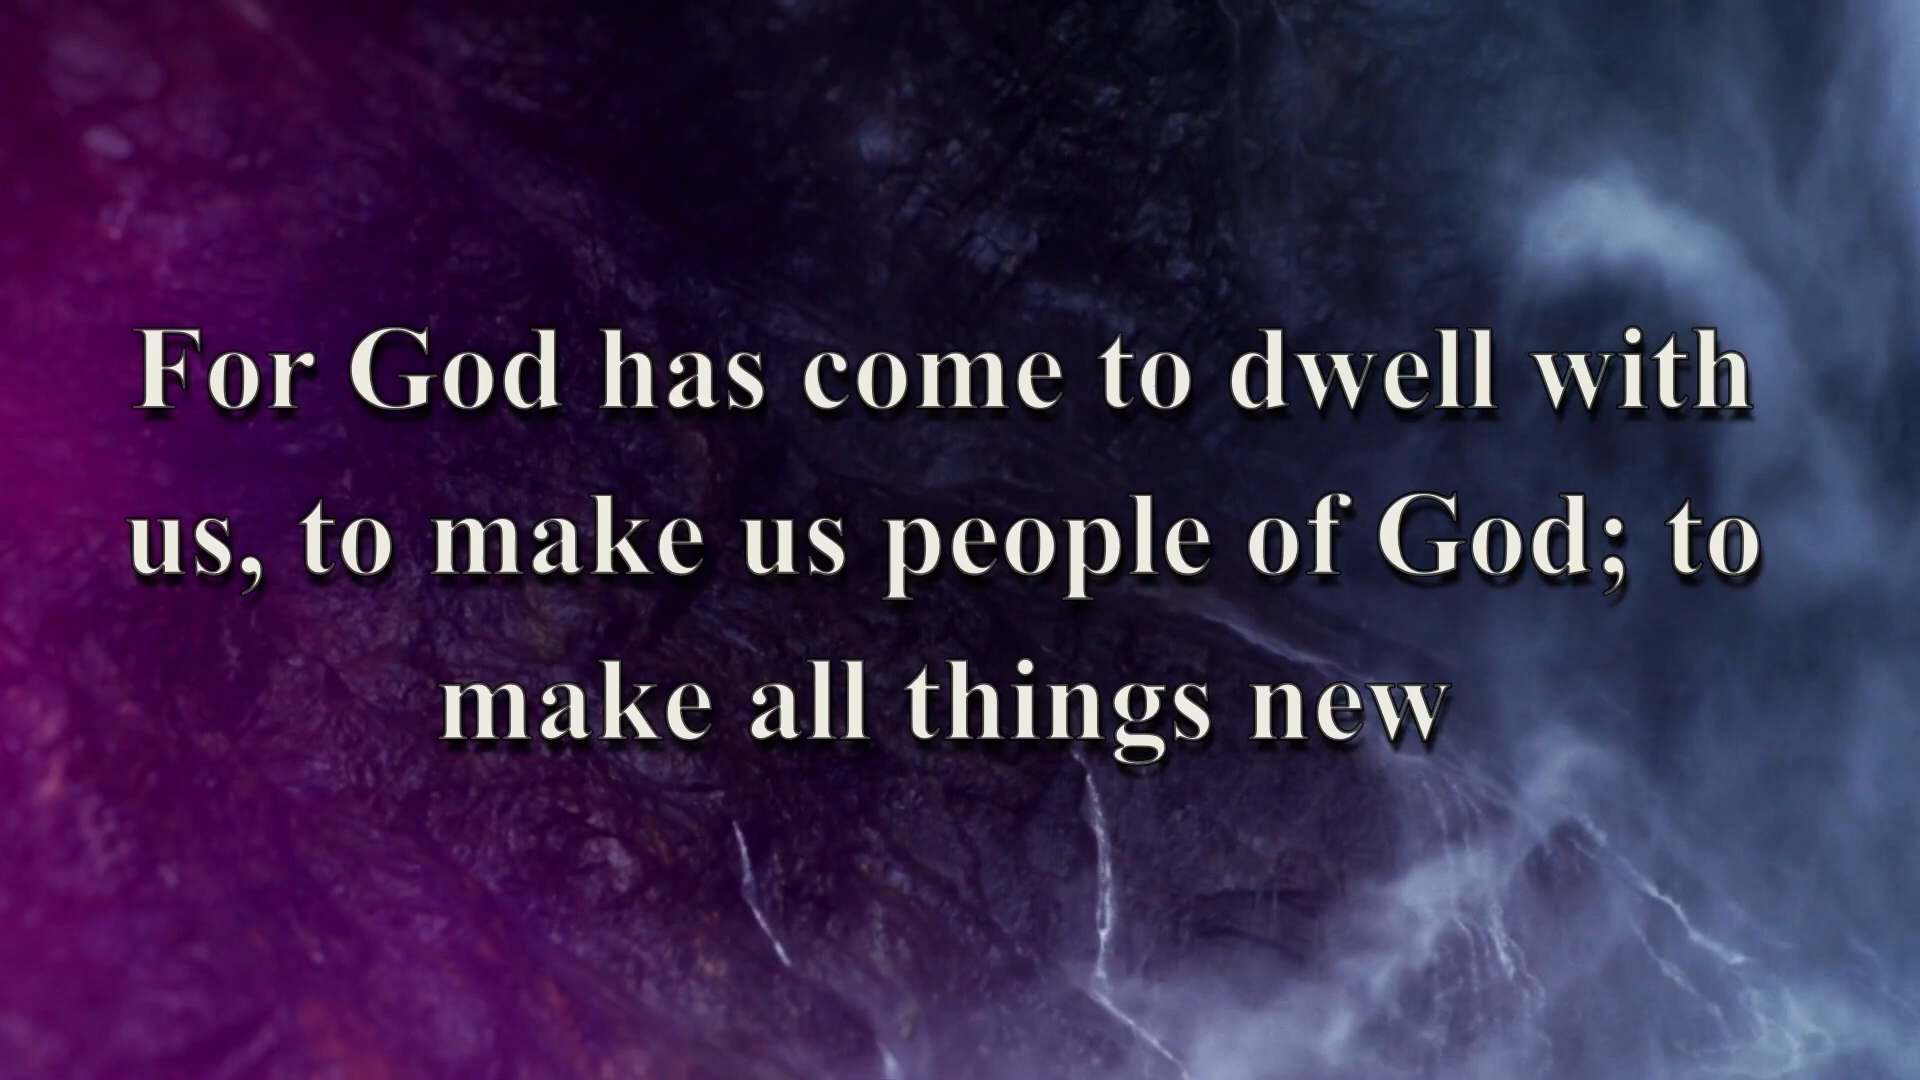 For God has come to dwell with
us, to make us people of God; to
make all things new